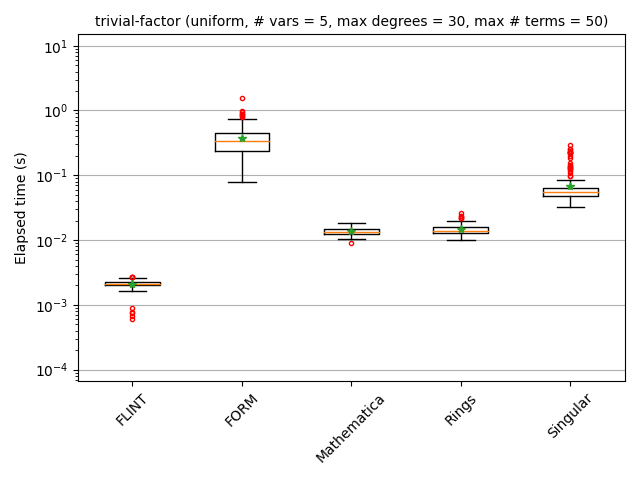 trivial-factor (uniform, # vars = 5, max degrees = 30, max # terms = 50)
Elapsed time (s)
10¹
10⁰
10⁻¹
10⁻²
10⁻³
10⁻⁴
FLINT
FORM
Mathematica
Rings
Singular